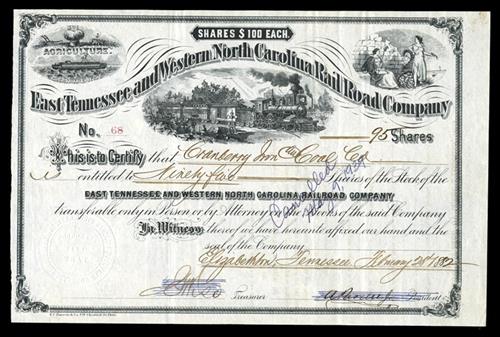 SHARES $100 EACH.
AGRICULTURE.
East Tennessee and Western North Carolina Rail Road Company
No. 68
95 Shares
This is to Certify that Cranberry Iron & Coal Co
entitled to Ninety five Shares of the Stock of the
EAST TENNESSEE AND WESTERN NORTH CAROLINA RAILROAD COMPANY,
transferable only in Person or by Attorney on the books of the said Company
Cancelled
In Witness thereof we have hereunto affixed our hand and the
seal of the Company
Elizabethton, Tennessee February 1882
Treasurer
President